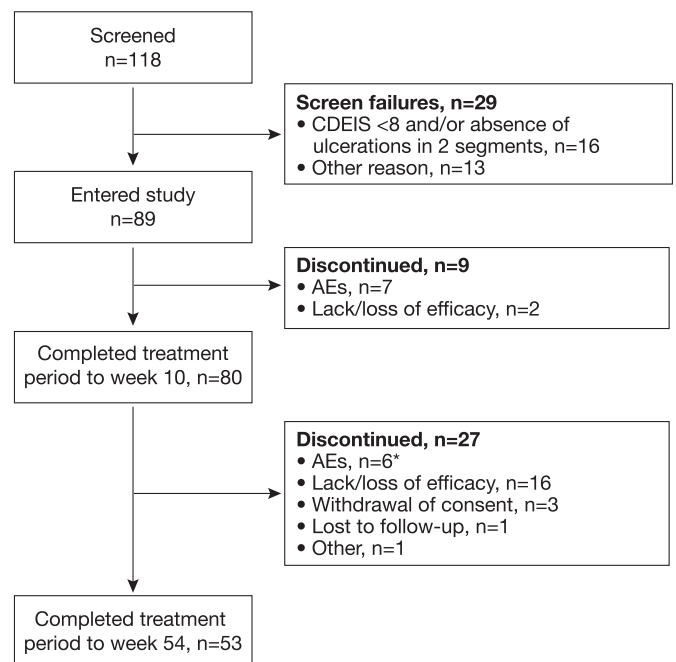 Screened
n=118
Screen failures, n=29
• CDEIS <8 and/or absence of
ulcerations in 2 segments, n=16
• Other reason, n=13
Entered study
n=89
Discontinued, n=9
• AEs, n=7
• Lack/loss of efficacy, n=2
Completed treatment
period to week 10, n=80
Discontinued, n=27
• AEs, n=6*
• Lack/loss of efficacy, n=16
• Withdrawal of consent, n=3
• Lost to follow-up, n=1
• Other, n=1
Completed treatment
period to week 54, n=53